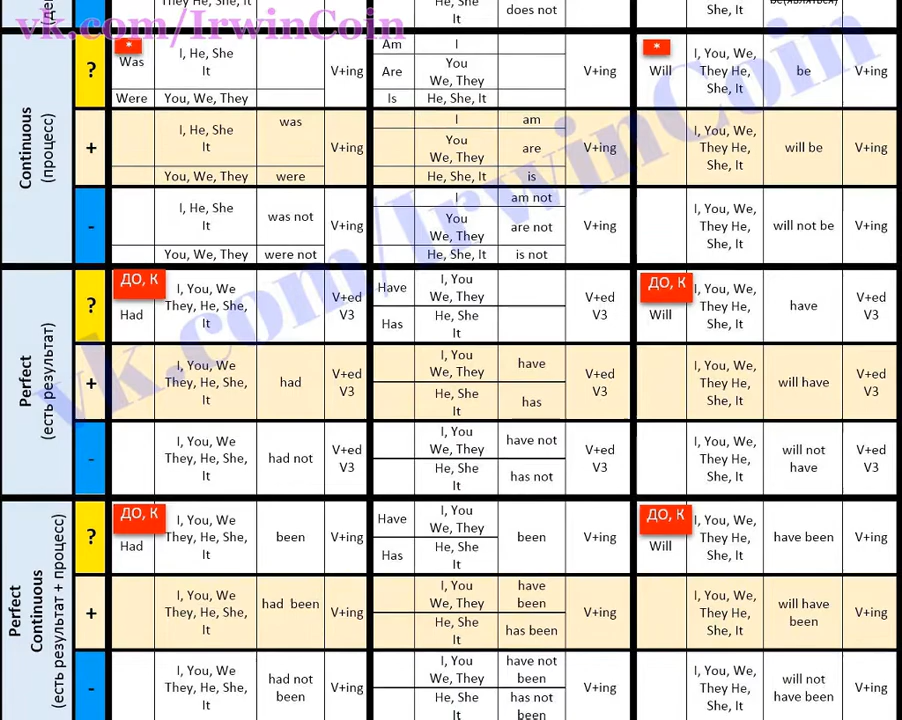 (де
They He, She, It
He, She
It
does not
She, It
vk.com/IrwinCoin
Continuous
(процесс)
?
*
Was
I, He, She
It
V+ing
Were
You, We, They
Am
I
Are
You
We, They
V+ing
Is
He, She, It
*
Will
I, You, We,
They He,
She, It
be
V+ing
+
I, He, She
It
was
V+ing
You, We, They
were
I
am
You
We, They
are
V+ing
He, She, It
is
I, You, We,
They He,
She, It
will be
V+ing
-
I, He, She
It
was not
V+ing
You, We, They
were not
I
am not
You
We, They
are not
V+ing
He, She, It
is not
I, You, We,
They He,
She, It
will not be
V+ing
Perfect
(есть результат)
?
ДО, К
Had
I, You, We
They, He, She,
It
V+ed
V3
Have
I, You
We, They
Has
He, She
It
V+ed
V3
ДО, К
Will
I, You, We,
They He,
She, It
have
V+ed
V3
+
I, You, We
They, He, She,
It
had
V+ed
V3
I, You
We, They
have
He, She
It
has
V+ed
V3
I, You, We,
They He,
She, It
will have
V+ed
V3
-
I, You, We
They, He, She,
It
had not
V+ed
V3
I, You
We, They
have not
He, She
It
has not
V+ed
V3
I, You, We,
They He,
She, It
will not
have
V+ed
V3
Perfect
Continuous
(есть результат + процесс)
?
ДО, К
Had
I, You, We
They, He, She,
It
been
V+ing
Have
I, You
We, They
Has
He, She
It
been
V+ing
ДО, К
Will
I, You, We,
They He,
She, It
have been
V+ing
+
I, You, We
They, He, She,
It
had been
V+ing
I, You
We, They
have
been
He, She
It
has been
V+ing
I, You, We,
They He,
She, It
will have
been
V+ing
-
I, You, We
They, He, She,
It
had not
been
V+ing
I, You
We, They
have not
been
He, She
It
has not
been
V+ing
I, You, We,
They He,
She, It
will not
have been
V+ing
vk.com/IrwinCoin